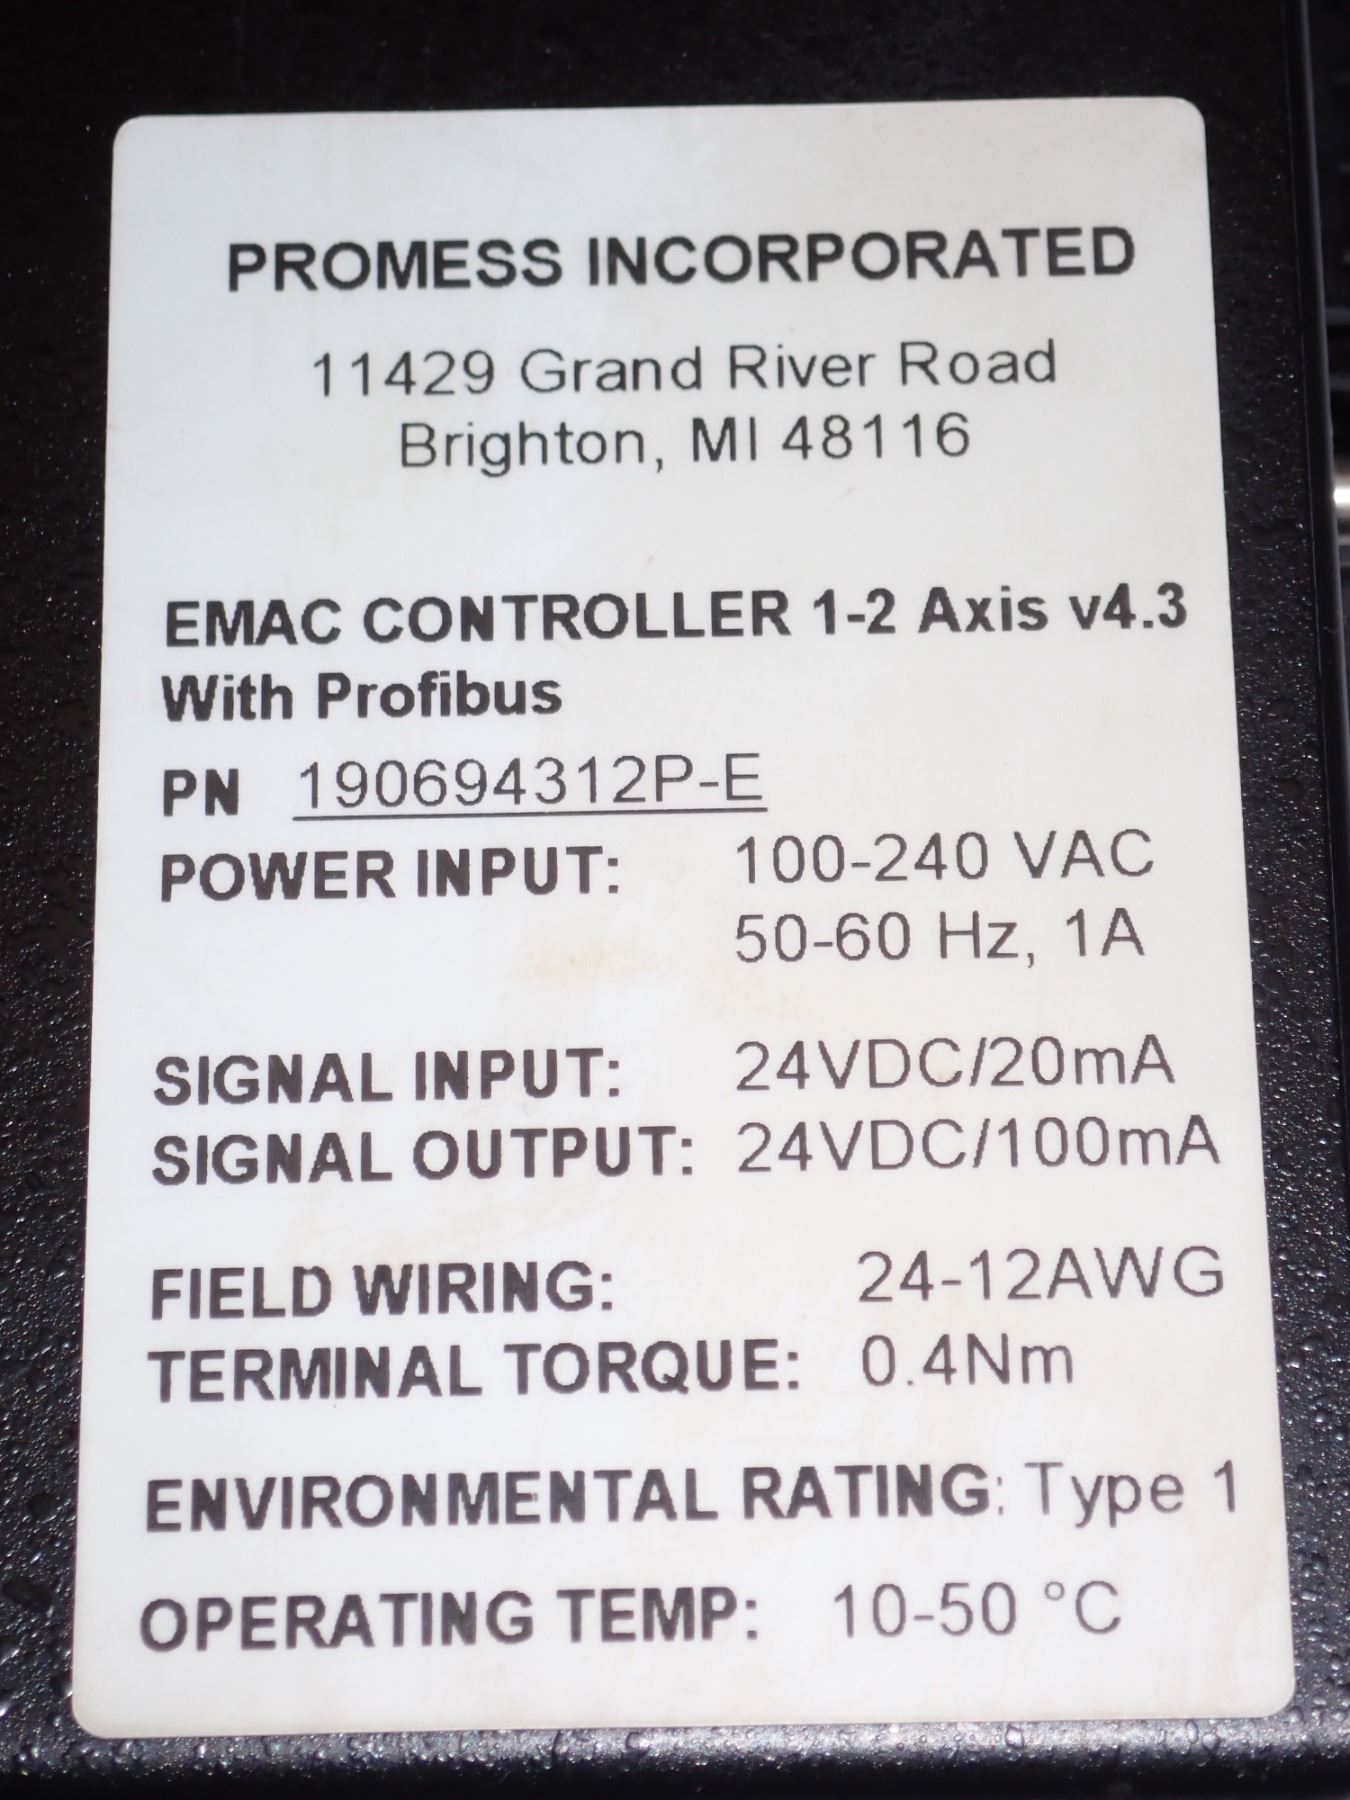 PROMESS INCORPORATED
11429 Grand River Road
Brighton, MI 48116
EMAC CONTROLLER 1-2 Axis v4.3
With Profibus
PN 190694312P-E
POWER INPUT: 100-240 VAC
50-60 Hz, 1A
SIGNAL INPUT: 24VDC/20mA
SIGNAL OUTPUT: 24VDC/100mA
FIELD WIRING: 24-12AWG
TERMINAL TORQUE: 0.4Nm
ENVIRONMENTAL RATING: Type 1
OPERATING TEMP: 10-50 °C